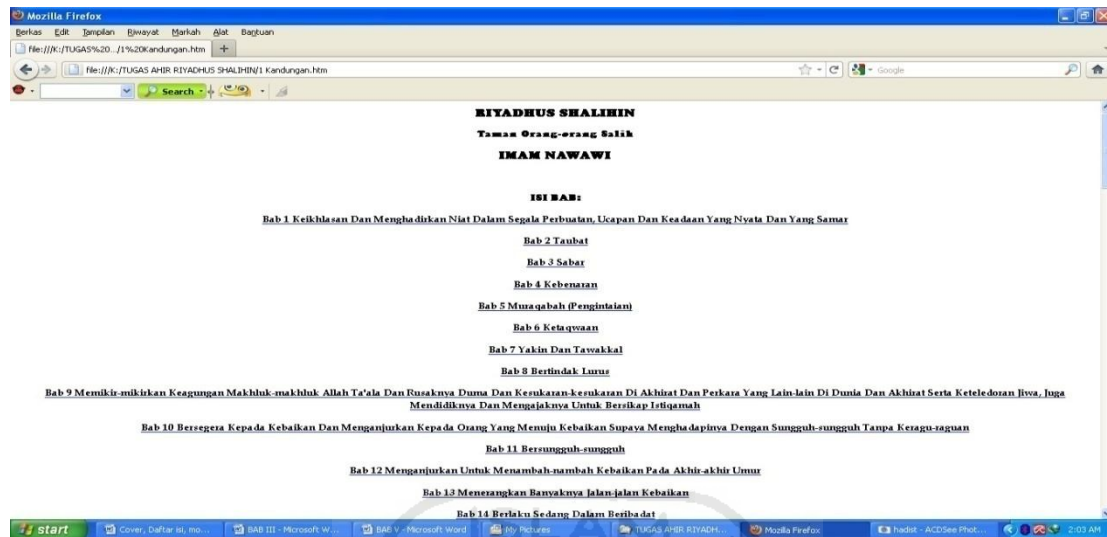 Mozilla Firefox
Berkas Edit Tampilan Riwayat Markah Alat Bantuan
file:///K:/TUGAS%20.../1%20Kandungan.htm +
file:///K:/TUGAS AHIR RIYADHUS SHALIHIN/1 Kandungan.htm
Google
Search
RIYADHUS SHALIHIN
Taman Orang-orang Salih
IMAM NAWAWI
ISI BAB:
Bab 1 Keikhlasan Dan Menghadirkan Niat Dalam Segala Perbuatan, Ucapan Dan Keadaan Yang Nyata Dan Yang Samar
Bab 2 Taubat
Bab 3 Sabar
Bab 4 Kebenaran
Bab 5 Muraqabah (Pengintaian)
Bab 6 Ketaqwaan
Bab 7 Yakin Dan Tawakkal
Bab 8 Bertindak Lurus
Bab 9 Memikir-mikirkan Keagungan Makhluk-makhluk Allah Ta'ala Dan Rusaknya Dunia Dan Kesukaran-kesukaran Di Akhirat Dan Perkara Yang Lain-lain Di Dunia Dan Akhirat Serta Keteledoran Jiwa, Juga
Mendidiknya Dan Mengajaknya Untuk Bersikap Istiqamah
Bab 10 Bersegera Kepada Kebaikan Dan Menganjurkan Kepada Orang Yang Menuju Kebaikan Supaya Menghadapinya Dengan Sungguh-sungguh Tanpa Keragu-raguan
Bab 11 Bersungguh-sungguh
Bab 12 Menganjurkan Untuk Menambah-nambah Kebaikan Pada Akhir-akhir Umur
Bab 13 Menerangkan Banyaknya Jalan-jalan Kebaikan
Bab 14 Berlaku Sedang Dalam Beribadat
start Cover, Daftar isi, mo... BAB III - Microsoft W... BAB V - Microsoft Word My Pictures TUGAS AHIR RIYADH... Mozilla Firefox hadist - ACDSee Phot... 2:03 AM